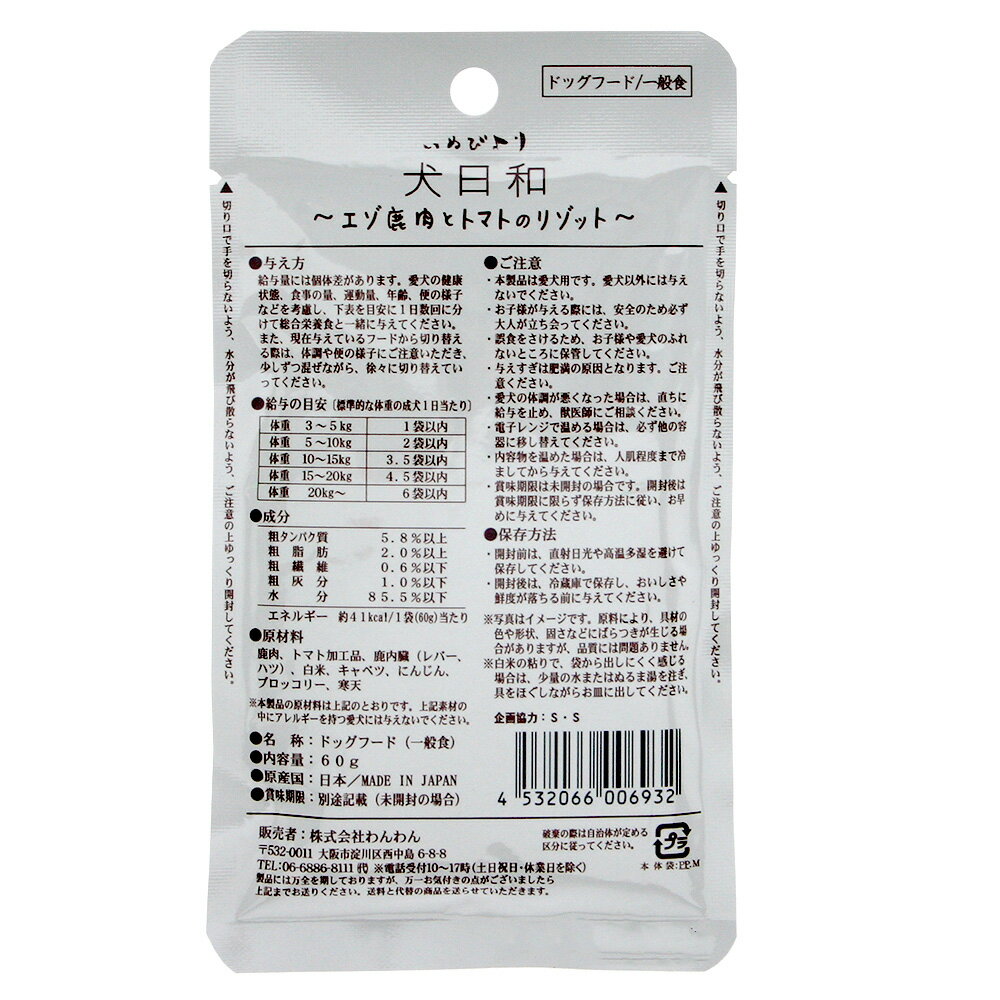 ドッグフード/一般食
いぬびより
犬日和
～エゾ鹿肉とトマトのリゾット～
●与え方
給与量には個体差があります。愛犬の健康
状態、食事の量、運動量、年齢、便の様子
などを考慮し、下表を目安に1日数回に分
けて総合栄養食と一緒に与えてください。
また、現在与えているフードから切り替え
る際は、体調や便の様子にご注意いただき、
少しずつ混ぜながら、徐々に切り替えてい
ってください。
●給与の目安〔標準的な体重の成犬1日当たり〕
体重 3～5kg 1袋以内
体重 5～10kg 2袋以内
体重 10～15kg 3.5袋以内
体重 15～20kg 4.5袋以内
体重 20kg～ 6袋以内
●成分
粗タンパク質 5.8%以上
粗脂肪 2.0%以上
粗繊維 0.6%以下
粗灰分 1.0%以下
水分 85.5%以下
エネルギー 約41kcal/1袋(60g)当たり
●原材料
鹿肉、トマト加工品、鹿内臓（レバー、
ハツ）、白米、キャベツ、にんじん、
ブロッコリー、寒天
※本製品の原材料は上記のとおりです。上記素材の
中にアレルギーを持つ愛犬には与えないでください。
●名 称：ドッグフード（一般食）
●内容量：60g
●原産国：日本／MADE IN JAPAN
●賞味期限：別途記載（未開封の場合）
●ご注意
・本製品は愛犬用です。愛犬以外には与え
ないでください。
・お子様が与える際には、安全のため必ず
大人が立ち会ってください。
・誤食をさけるため、お子様や愛犬のふれ
ないところに保管してください。
・与えすぎは肥満の原因となります。ご注
意ください。
・愛犬の体調が悪くなった場合は、直ちに
給与を止め、獣医師にご相談ください。
・電子レンジで温める場合は、必ず他の容
器に移し替えてください。
・内容物を温めた場合は、人肌程度まで冷
ましてから与えてください。
・賞味期限は未開封の場合です。開封後は
賞味期限に限らず保存方法に従い、お早
めに与えてください。
●保存方法
・開封前は、直射日光や高温多湿を避けて
保存してください。
・開封後は、冷蔵庫で保存し、おいしさや
鮮度が落ちる前に与えてください。
※写真はイメージです。原料により、具材の
色や形状、固さなどにばらつきが生じる場
合がありますが、品質には問題ありません。
※白米の粘りで、袋から出しにくく感じる
場合は、少量の水またはぬるま湯を注ぎ、
具をほぐしながらお皿に出してください。
企画協力：S・S
4 532066 006932
販売者：株式会社わんわん
〒532-0011 大阪市淀川区西中島 6-8-8
TEL:06-6886-8111 代 ※電話受付10～17時(土日祝日・休業日を除く)
製品には万全を期しておりますが、万一お気付きの点がございましたら
上記までお送りください。送料と代替の商品を送らせていただきます。
破棄の際は自治体が定める
区分に従ってください。
プラ
本体袋:PP.M
▲切り口で手を切らないよう、水分が飛び散らないよう、ご注意の上ゆっくり開封してください。
▲切り口で手を切らないよう、水分が飛び散らないよう、ご注意の上ゆっくり開封してください。